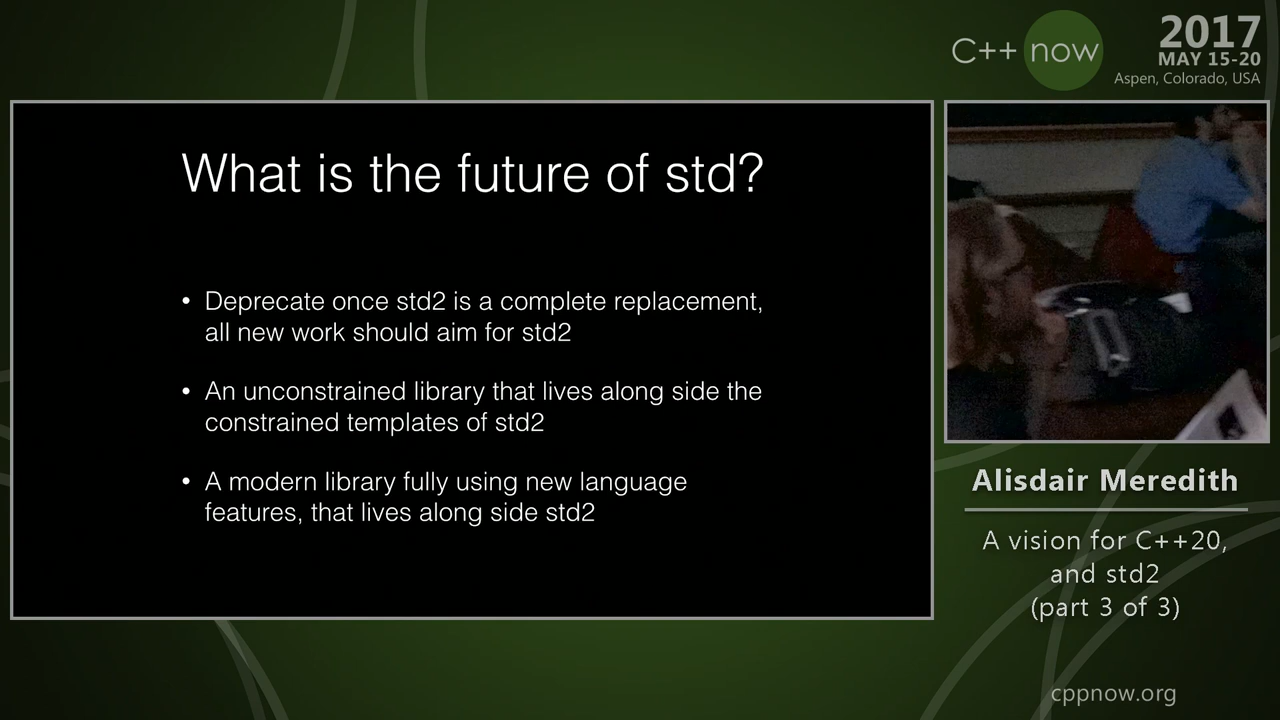 C++ now
2017
MAY 15-20
Aspen, Colorado, USA
What is the future of std?
• Deprecate once std2 is a complete replacement,
all new work should aim for std2
• An unconstrained library that lives along side the
constrained templates of std2
• A modern library fully using new language
features, that lives along side std2
Alisdair Meredith
A vision for C++20,
and std2
(part 3 of 3)
cppnow.org